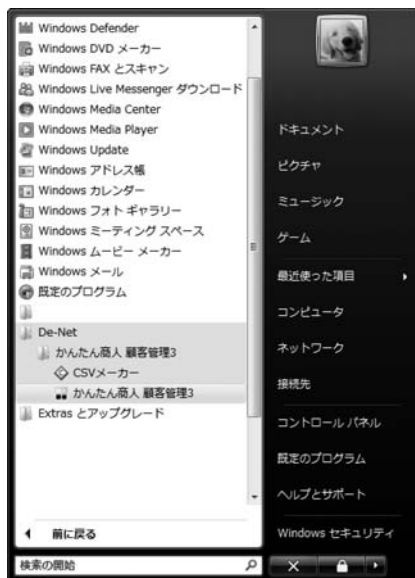 Windows Defender
Windows DVD メーカー
Windows FAX とスキャン
Windows Live Messenger ダウンロード
Windows Media Center
Windows Media Player
Windows Update
Windows アドレス帳
Windows カレンダー
Windows フォト ギャラリー
Windows ミーティング スペース
Windows ムービー メーカー
Windows メール
既定のプログラム
De-Net
かんたん商人 顧客管理3
CSVメーカー
かんたん商人 顧客管理3
Extras とアップグレード
前に戻る
検索の開始
ドキュメント
ピクチャ
ミュージック
ゲーム
最近使った項目
コンピュータ
ネットワーク
接続先
コントロール パネル
既定のプログラム
ヘルプとサポート
Windows セキュリティ